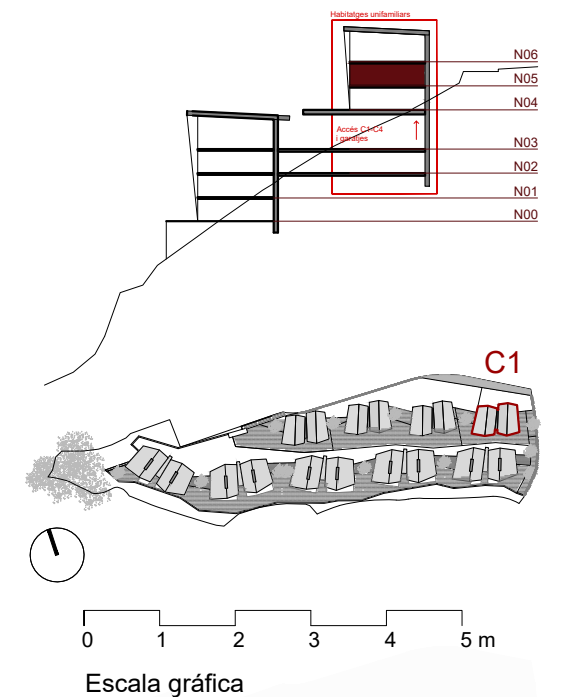 Habitatges unifamiliars
N06
N05
N04
Accés C1-C4
i garatjes
N03
N02
N01
N00
C1
0 1 2 3 4 5 m
Escala gráfica